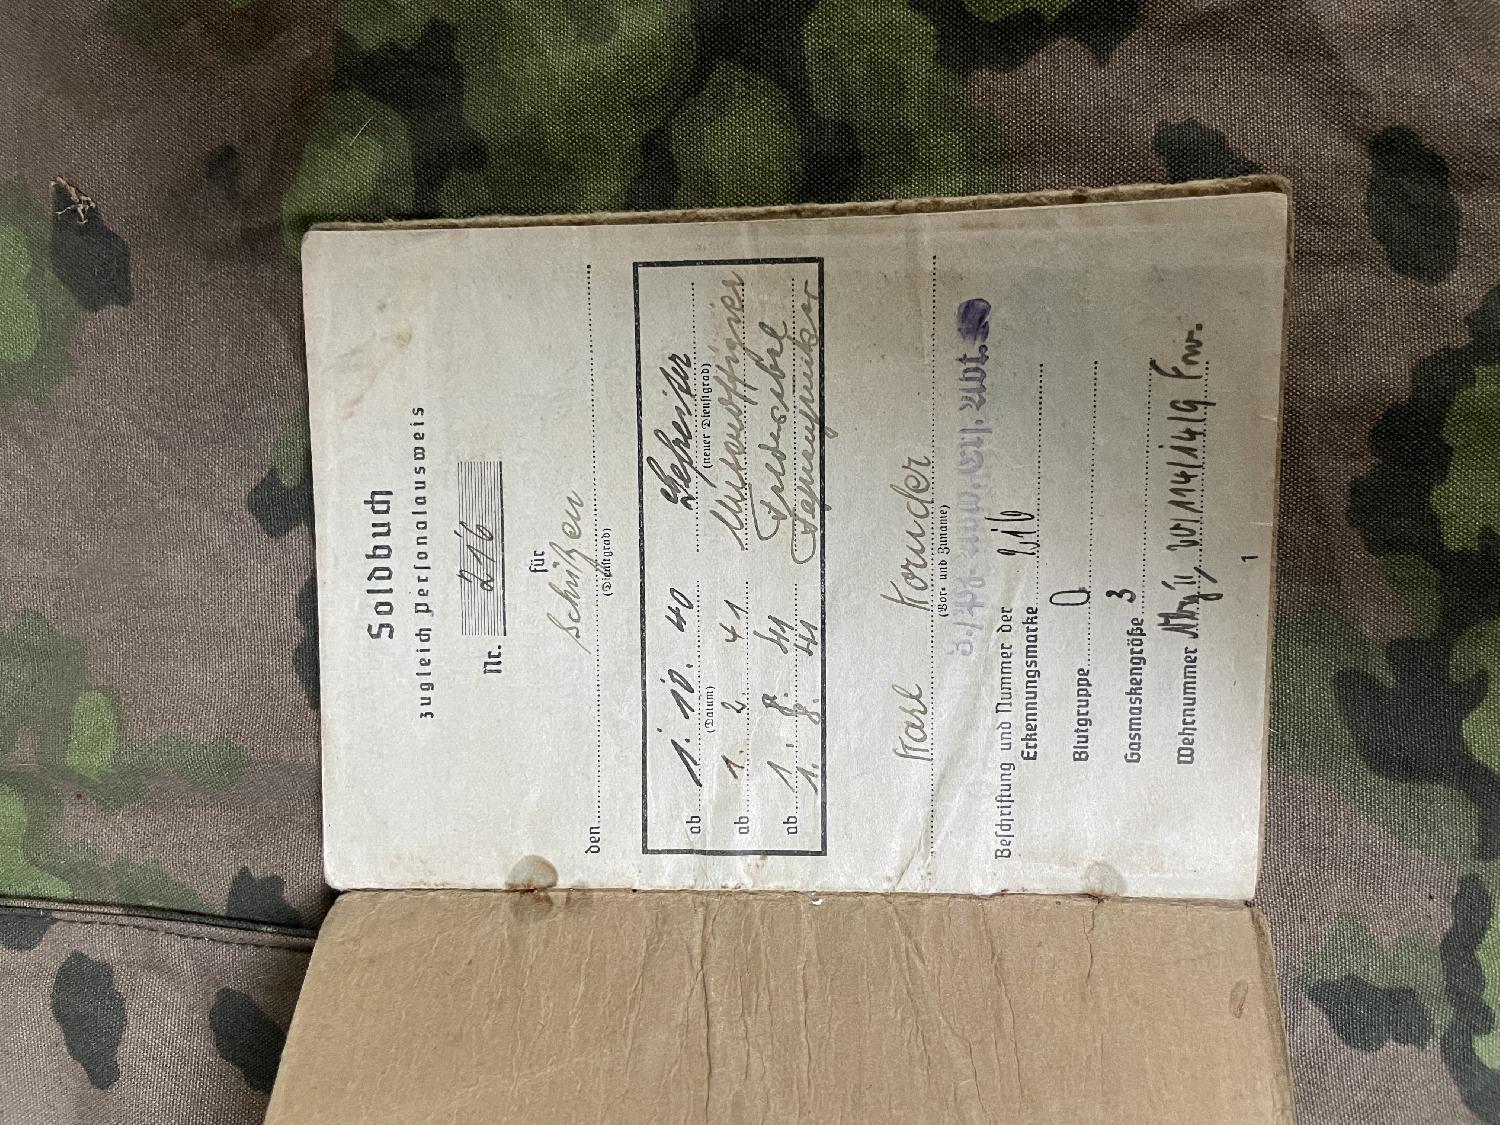 Soldbuch
zugleich Personalausweis
Nr. 216
für
den Schützen
(Dienstgrad)
ab 1. 10. 40 Gefreiter
(Datum) (neuer Dienstgrad)
ab 1. 2. 41 Unteroffizier
ab 1. 8. 41 Feldwebel
1. 8. 41
Karl
(Vor- und Zuname)
Beschriftung und Nummer der
Erkennungsmarke
Blutgruppe
Gasmaskengröße 3
Wehrnummer
1